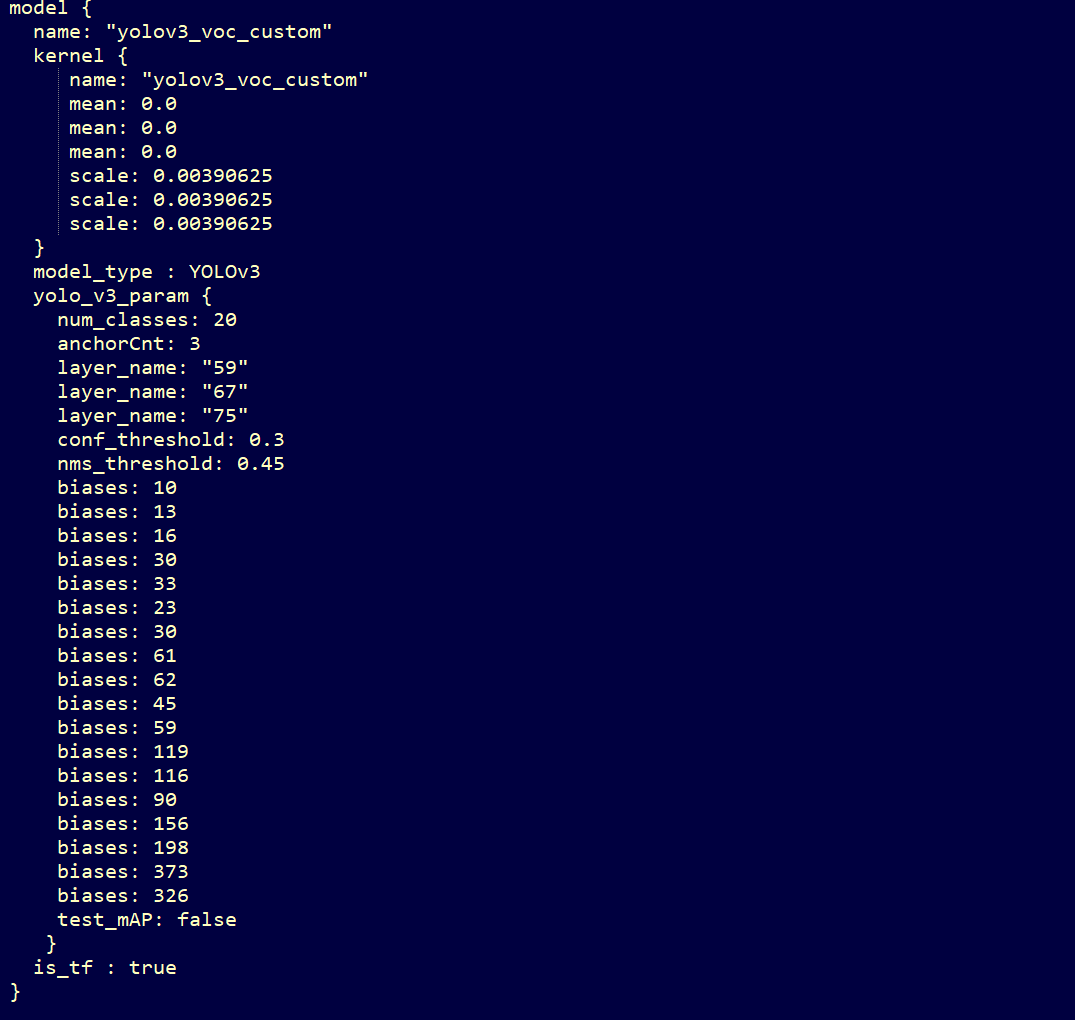 model {
  name: "yolov3_voc_custom"
  kernel {
     name: "yolov3_voc_custom"
     mean: 0.0
     mean: 0.0
     mean: 0.0
     scale: 0.00390625
     scale: 0.00390625
     scale: 0.00390625
  }
  model_type : YOLOv3
  yolo_v3_param {
    num_classes: 20
    anchorCnt: 3
    layer_name: "59"
    layer_name: "67"
    layer_name: "75"
    conf_threshold: 0.3
    nms_threshold: 0.45
    biases: 10
    biases: 13
    biases: 16
    biases: 30
    biases: 33
    biases: 23
    biases: 30
    biases: 61
    biases: 62
    biases: 45
    biases: 59
    biases: 119
    biases: 116
    biases: 90
    biases: 156
    biases: 198
    biases: 373
    biases: 326
    test_mAP: false
   }
  is_tf : true
}